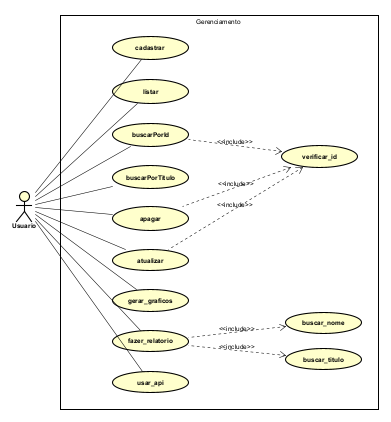 Gerenciamento
cadastrar
listar
buscarPorId
<<include>>
verificar_id
buscarPorTitulo
<<include>>
Usuario
apagar
<<include>>
atualizar
gerar_graficos
buscar_nome
<<include>>
fazer_relatorio
<<include>>
buscar_titulo
usar_api